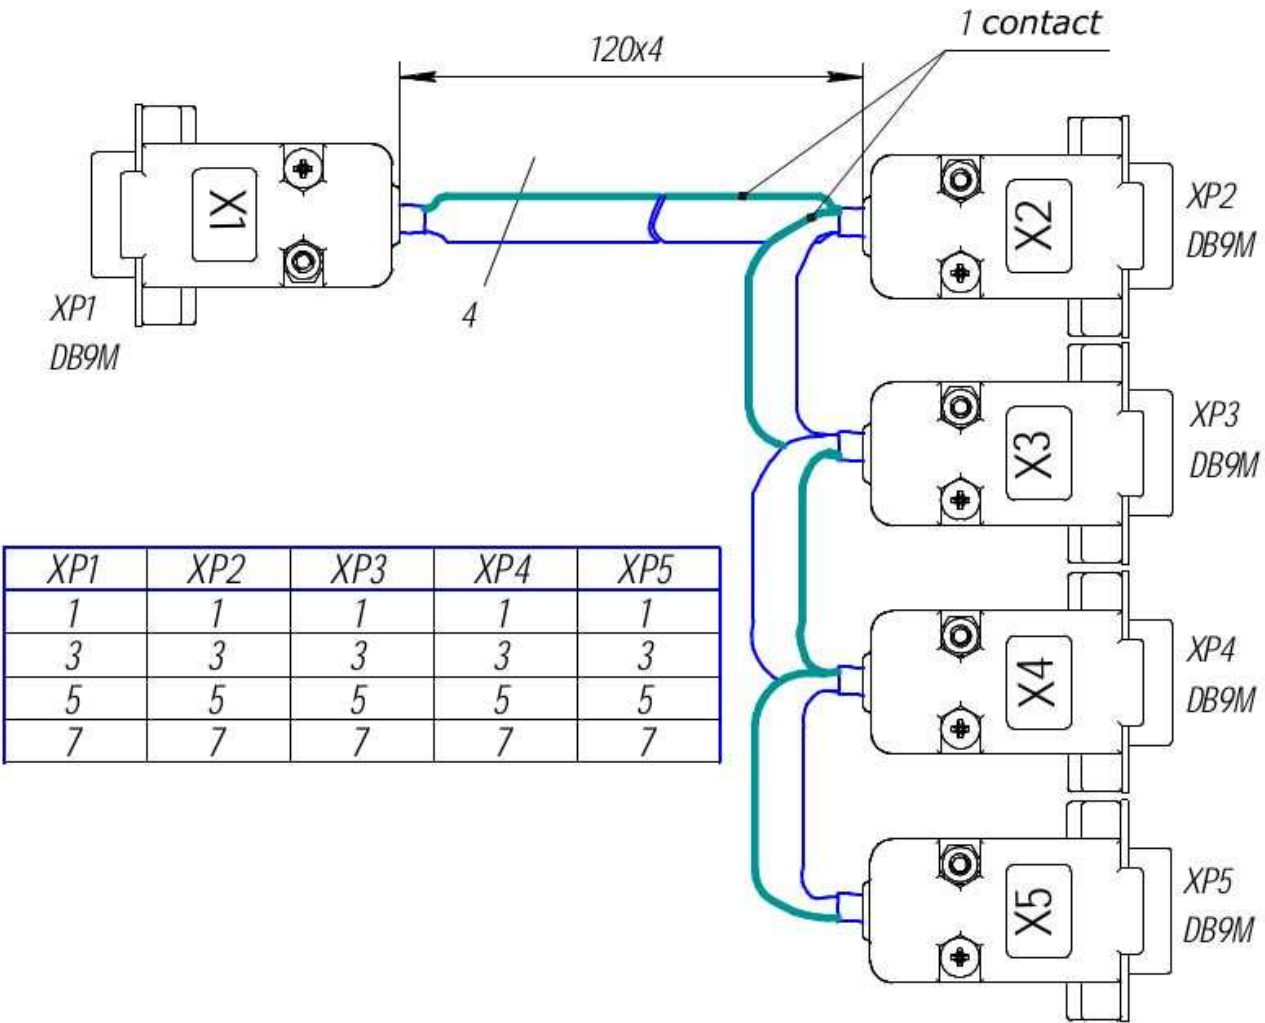 1 contact
120x4
X1
X2
XP2
DB9M
4
XP1
DB9M
X3
XP3
DB9M
XP1 XP2 XP3 XP4 XP5
1 1 1 1 1
3 3 3 3 3
5 5 5 5 5
7 7 7 7 7
X4
XP4
DB9M
X5
XP5
DB9M